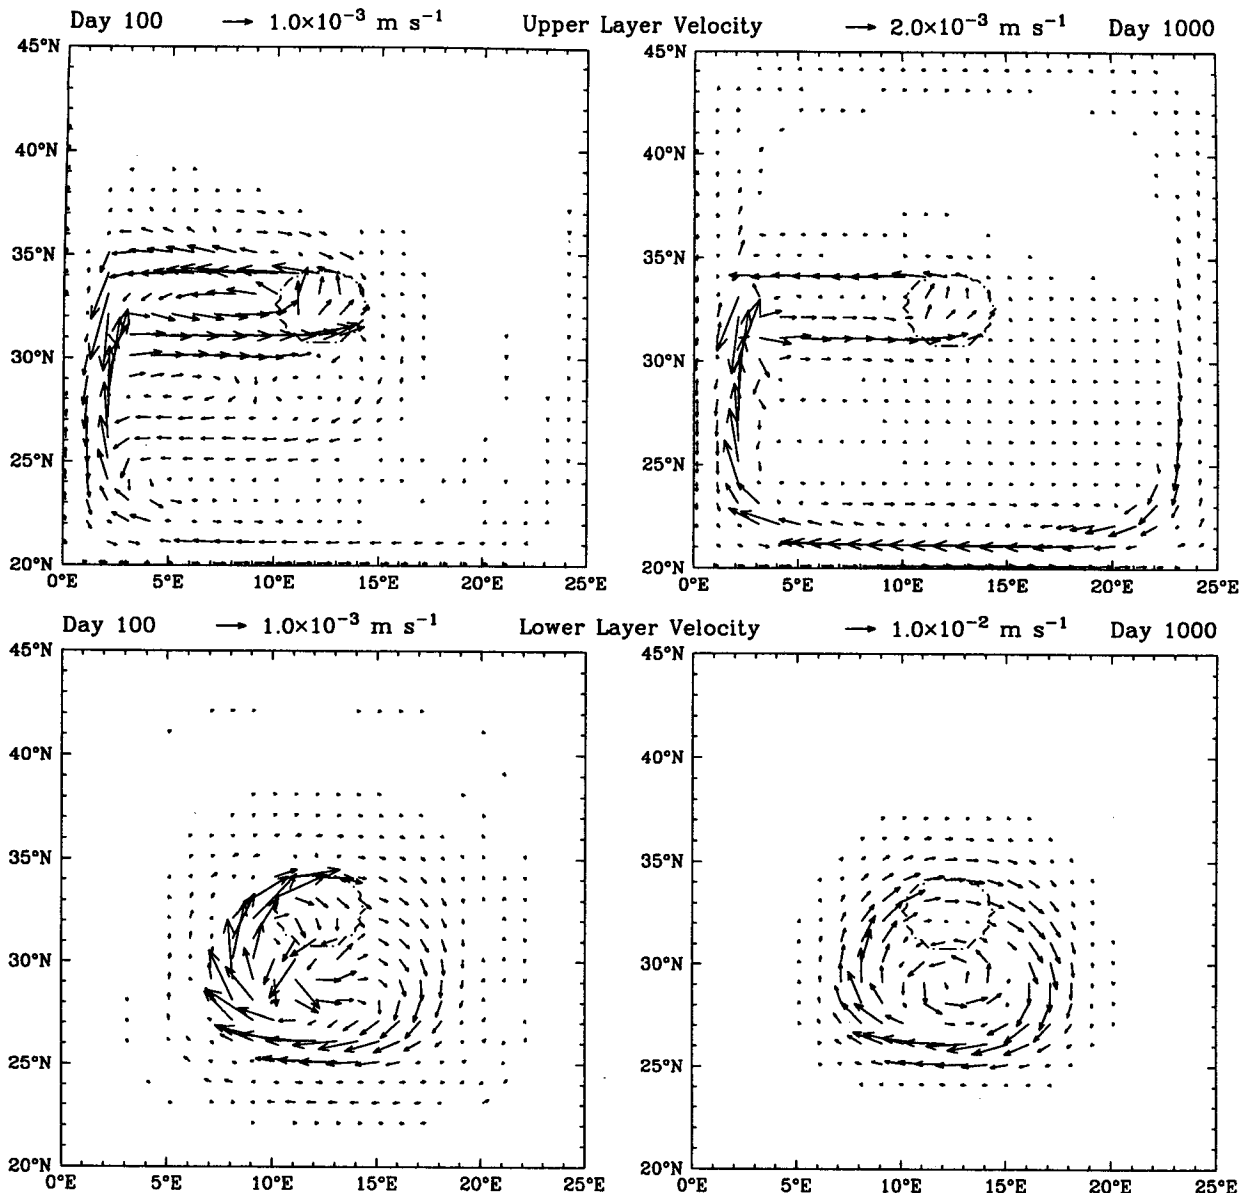 Day 100 → 1.0×10⁻³ m s⁻¹ Upper Layer Velocity → 2.0×10⁻³ m s⁻¹ Day 1000
45°N 45°N
40°N 40°N
35°N 35°N
30°N 30°N
25°N 25°N
20°N 20°N
0°E 5°E 10°E 15°E 20°E 25°E 0°E 5°E 10°E 15°E 20°E 25°E
Day 100 → 1.0×10⁻³ m s⁻¹ Lower Layer Velocity → 1.0×10⁻² m s⁻¹ Day 1000
45°N 45°N
40°N 40°N
35°N 35°N
30°N 30°N
25°N 25°N
20°N 20°N
0°E 5°E 10°E 15°E 20°E 25°E 0°E 5°E 10°E 15°E 20°E 25°E